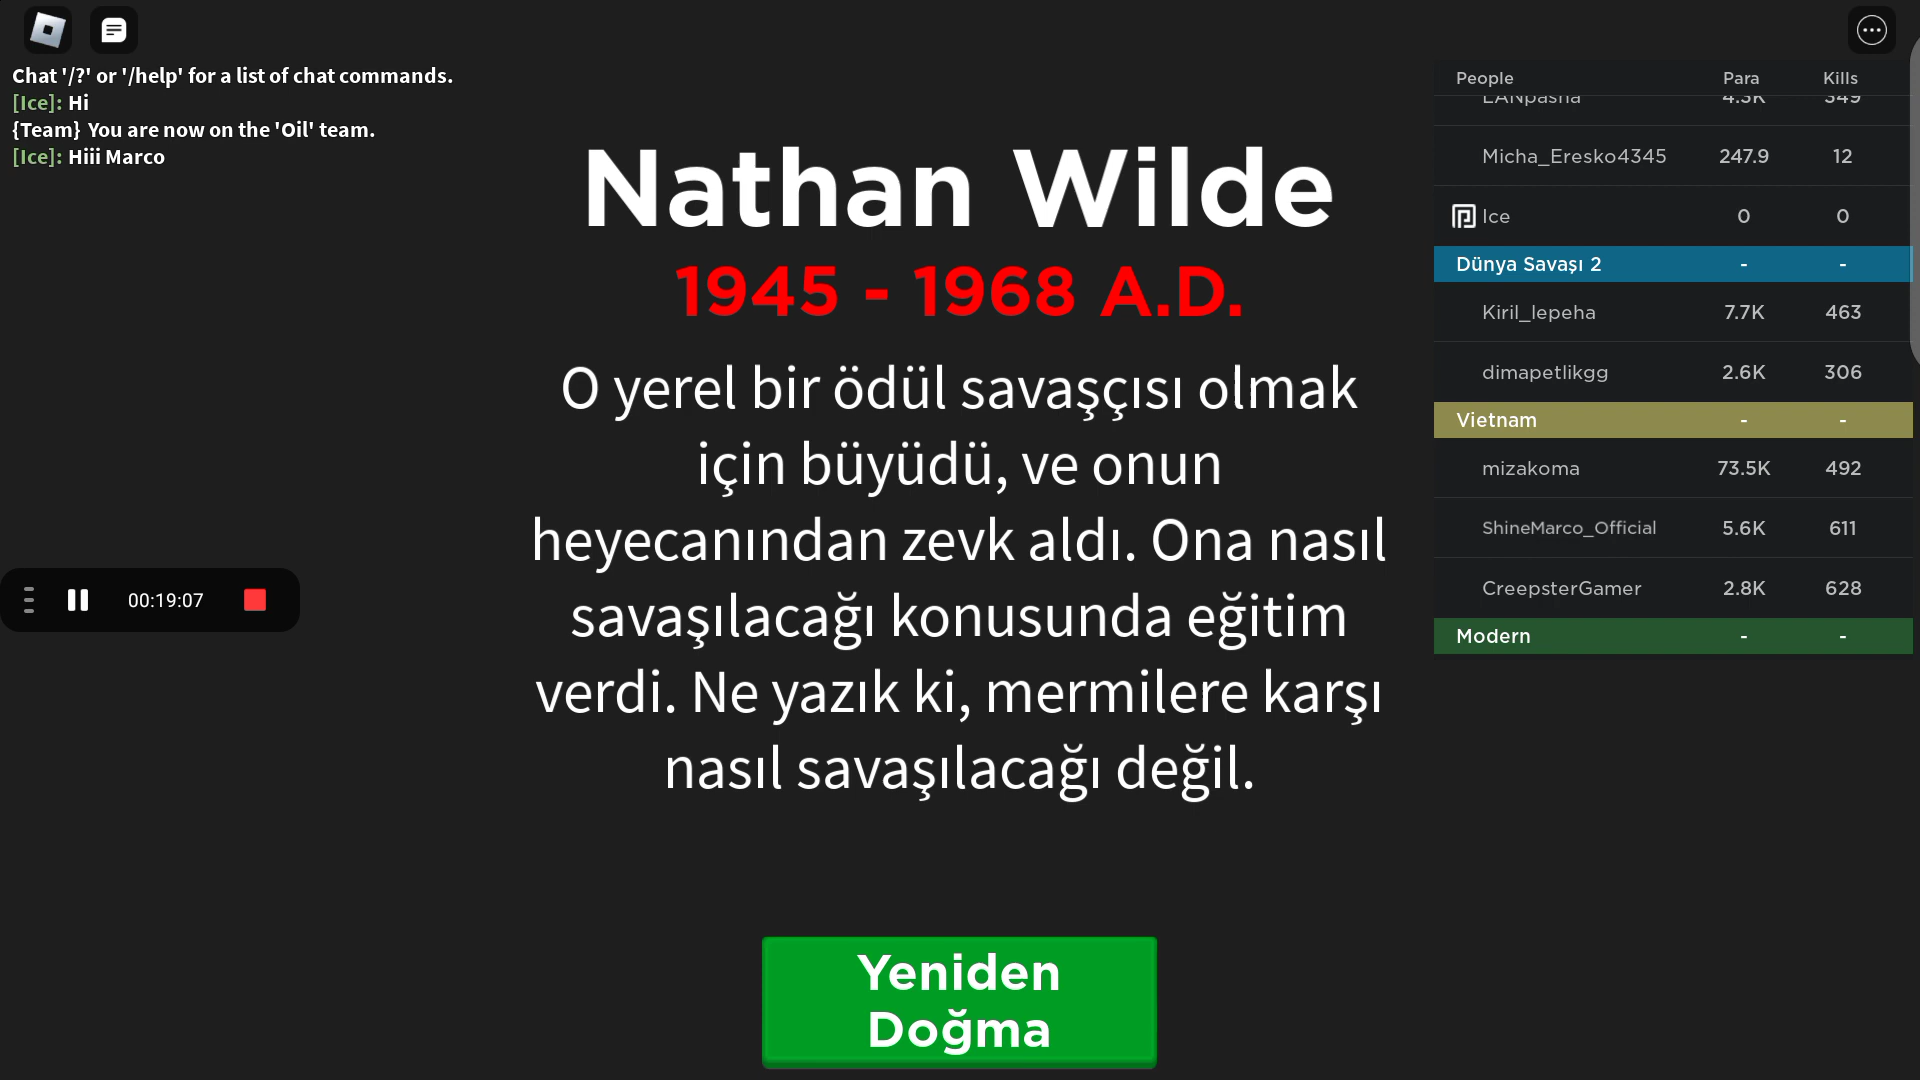 Chat '/?' or '/help' for a list of chat commands.
[Ice]: Hi
{Team} You are now on the 'Oil' team.
[Ice]: Hiii Marco
Nathan Wilde
1945 - 1968 A.D.
O yerel bir ödül savaşçısı olmak
için büyüdü, ve onun
heyecanından zevk aldı. Ona nasıl
savaşılacağı konusunda eğitim
verdi. Ne yazık ki, mermilere karşı
nasıl savaşılacağı değil.
Yeniden
Doğma
00:19:07
People Para Kills
LANpasha 4.3K 349
Micha_Eresko4345 247.9 12
Ice 0 0
Dünya Savaşı 2 - -
Kiril_lepeha 7.7K 463
dimapetlikgg 2.6K 306
Vietnam - -
mizakoma 73.5K 492
ShineMarco_Official 5.6K 611
CreepsterGamer 2.8K 628
Modern - -